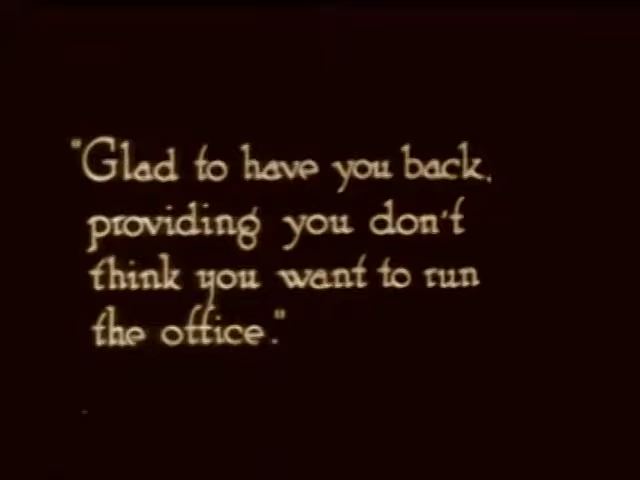 "Glad to have you back,
providing you don't
think you want to run
the office."